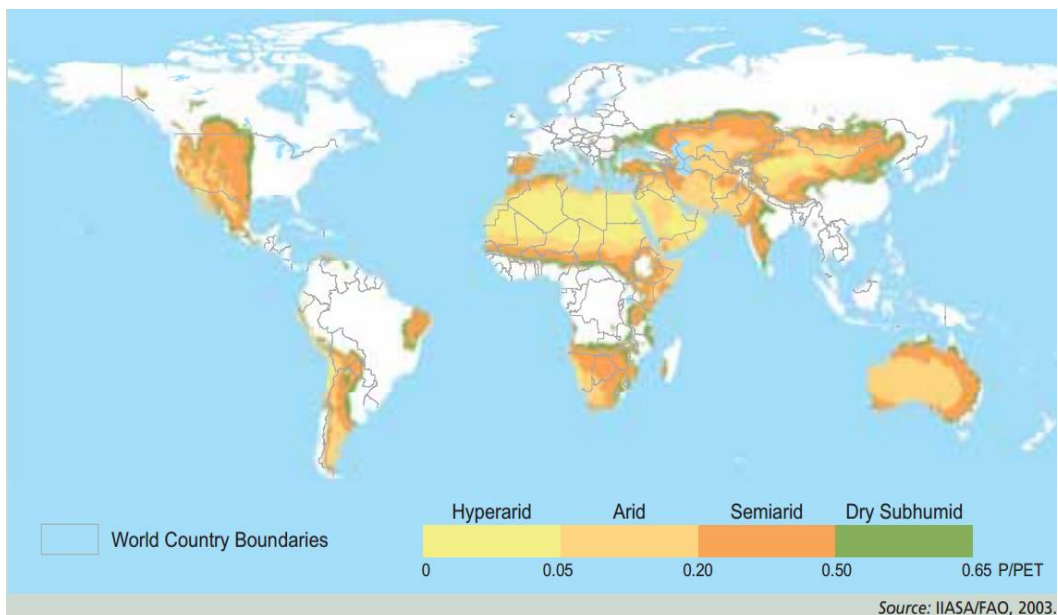 Hyperarid Arid Semiarid Dry Subhumid
World Country Boundaries
0 0.05 0.20 0.50 0.65 P/PET
Source: IIASA/FAO, 2003.